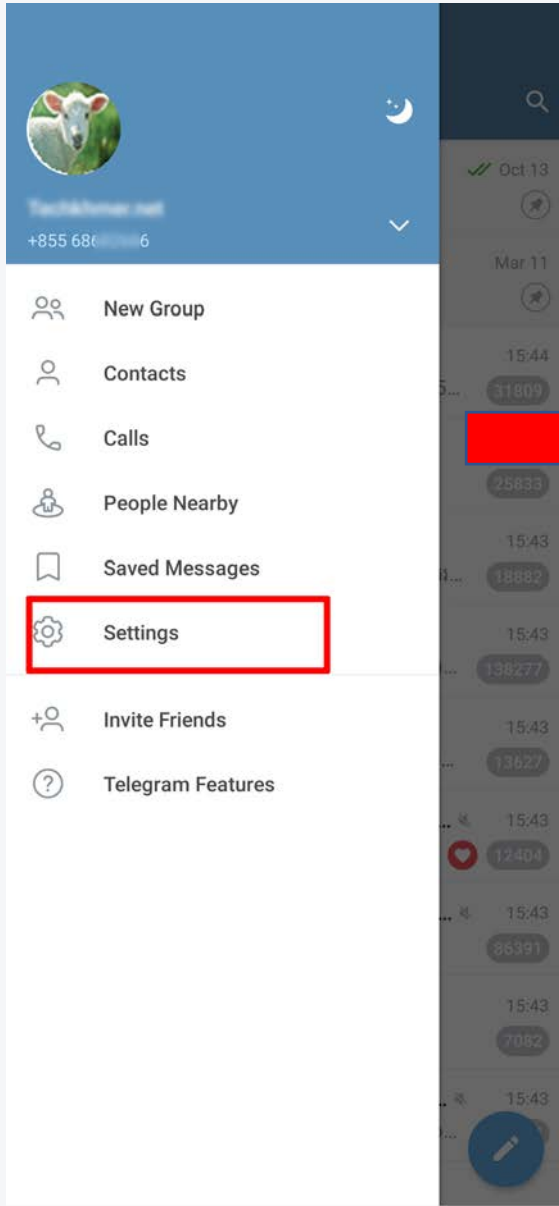 +855 68
New Group
Contacts
Calls
People Nearby
Saved Messages
Settings
Invite Friends
Telegram Features
Oct 13
Mar 11
15:44
31809
25833
15:43
18882
15:43
138277
15:43
13627
15:43
12404
15:43
86391
15:43
7082
15:43